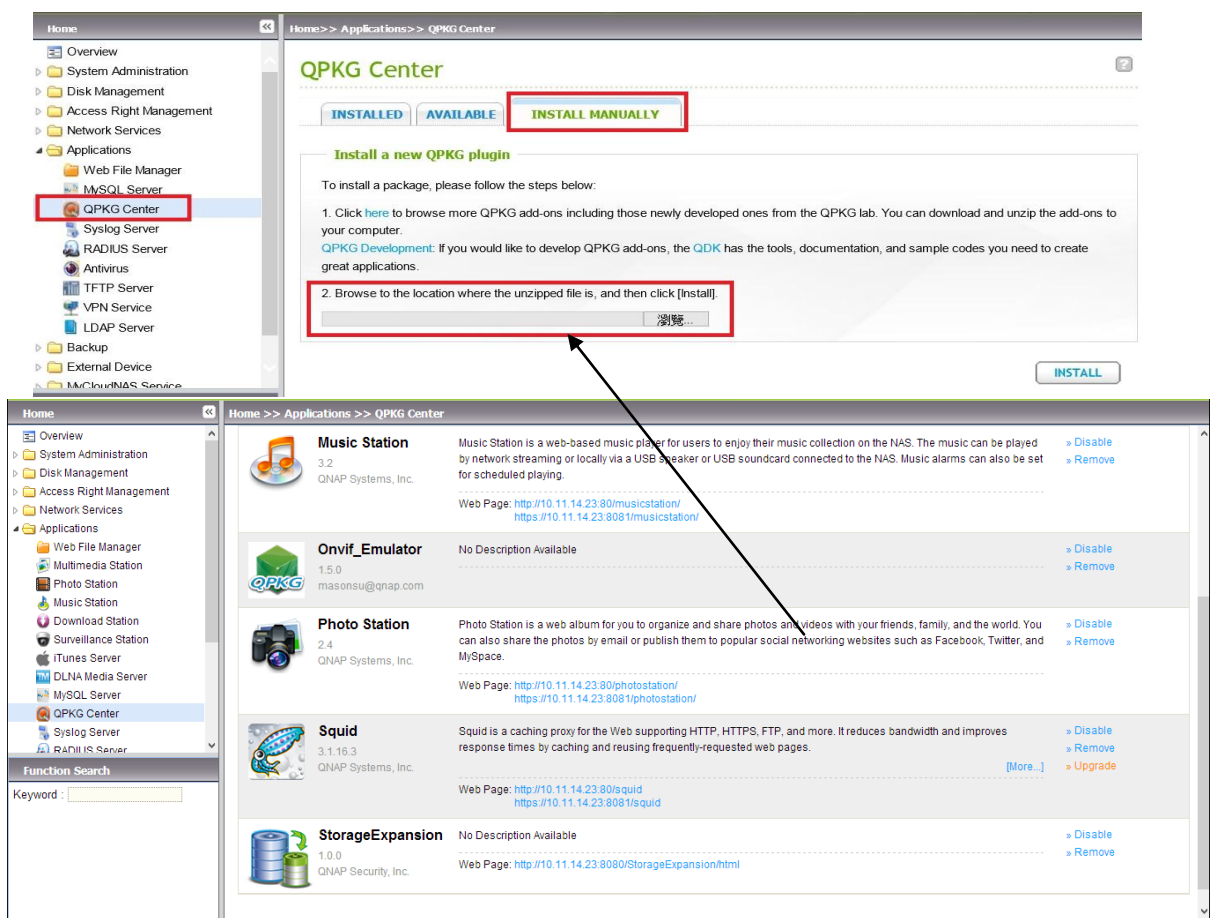 Home
Home>> Applications>> QPKG Center
Overview
System Administration
Disk Management
Access Right Management
Network Services
Applications
Web File Manager
MySQL Server
QPKG Center
Syslog Server
RADIUS Server
Antivirus
TFTP Server
VPN Service
LDAP Server
Backup
External Device
MyCloudNAS Service
QPKG Center
?
INSTALLED
AVAILABLE
INSTALL MANUALLY
Install a new QPKG plugin
To install a package, please follow the steps below:
1. Click here to browse more QPKG add-ons including those newly developed ones from the QPKG lab. You can download and unzip the add-ons to
your computer.
QPKG Development: If you would like to develop QPKG add-ons, the QDK has the tools, documentation, and sample codes you need to create
great applications.
2. Browse to the location where the unzipped file is, and then click [Install].
瀏覽...
INSTALL
Home
Home >> Applications >> QPKG Center
Overview
System Administration
Disk Management
Access Right Management
Network Services
Applications
Web File Manager
Multimedia Station
Photo Station
Music Station
Download Station
Surveillance Station
iTunes Server
DLNA Media Server
MySQL Server
QPKG Center
Syslog Server
RADIUS Server
Function Search
Keyword :
Music Station
3.2
QNAP Systems, Inc.
Music Station is a web-based music player for users to enjoy their music collection on the NAS. The music can be played
by network streaming or locally via a USB speaker or USB soundcard connected to the NAS. Music alarms can also be set
for scheduled playing.
Web Page: http://10.11.14.23:80/musicstation/
https://10.11.14.23:8081/musicstation/
» Disable
» Remove
QPKG
Onvif_Emulator
1.5.0
masonsu@qnap.com
No Description Available
» Disable
» Remove
Photo Station
2.4
QNAP Systems, Inc.
Photo Station is a web album for you to organize and share photos and videos with your friends, family, and the world. You
can also share the photos by email or publish them to popular social networking websites such as Facebook, Twitter, and
MySpace.
Web Page: http://10.11.14.23:80/photostation/
https://10.11.14.23:8081/photostation/
» Disable
» Remove
Squid
3.1.16.3
QNAP Systems, Inc.
Squid is a caching proxy for the Web supporting HTTP, HTTPS, FTP, and more. It reduces bandwidth and improves
response times by caching and reusing frequently-requested web pages.
[More...]
Web Page: http://10.11.14.23:80/squid
https://10.11.14.23:8081/squid
» Disable
» Remove
» Upgrade
StorageExpansion
1.0.0
QNAP Security, Inc.
No Description Available
Web Page: http://10.11.14.23:8080/StorageExpansion/html
» Disable
» Remove